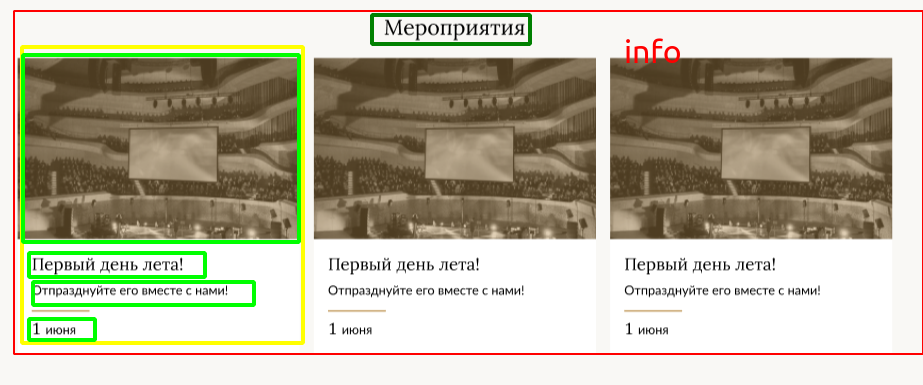 Мероприятия
info
Первый день лета! Первый день лета! Первый день лета!
Отпразднуйте его вместе с нами! Отпразднуйте его вместе с нами! Отпразднуйте его вместе с нами!
1 июня 1 июня 1 июня